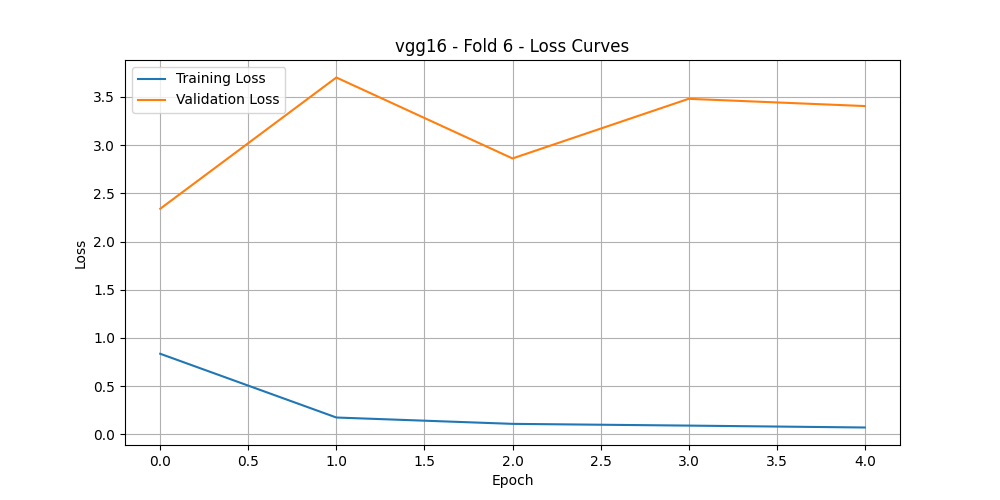 vgg16 - Fold 6 - Loss Curves
Training Loss
Validation Loss
3.5
3.0
2.5
2.0
1.5
1.0
0.5
0.0
Loss
0.0 0.5 1.0 1.5 2.0 2.5 3.0 3.5 4.0
Epoch